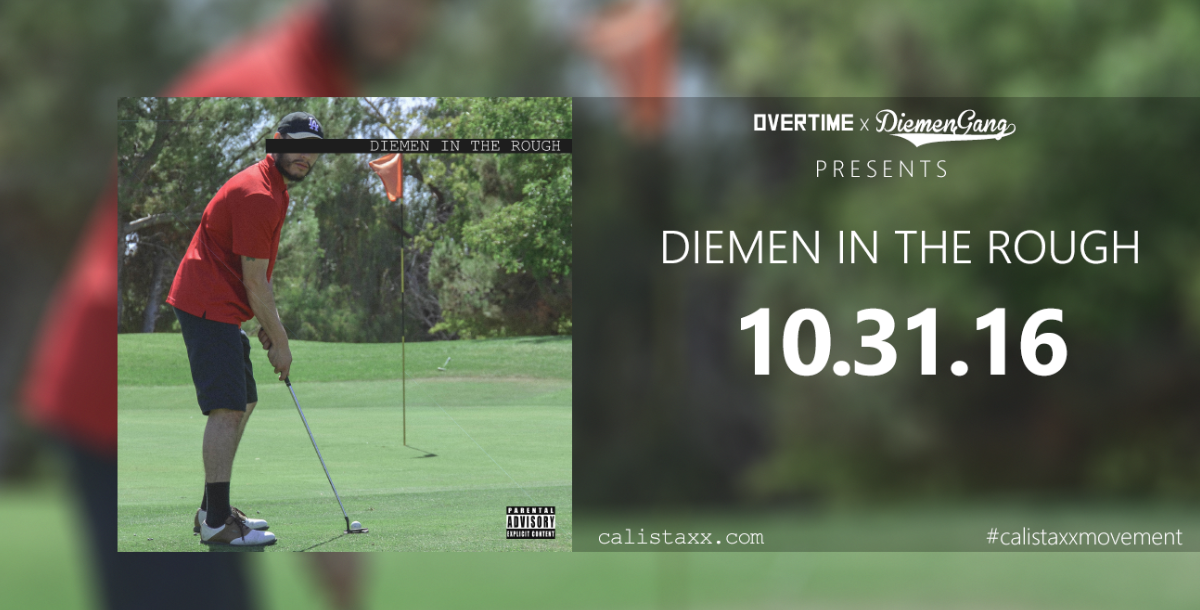 DIEMEN IN THE ROUGH
PARENTAL
ADVISORY
EXPLICIT CONTENT
OVERTIME x DiemenGang
PRESENTS
DIEMEN IN THE ROUGH
10.31.16
calistaxx.com
#calistaxxmovement